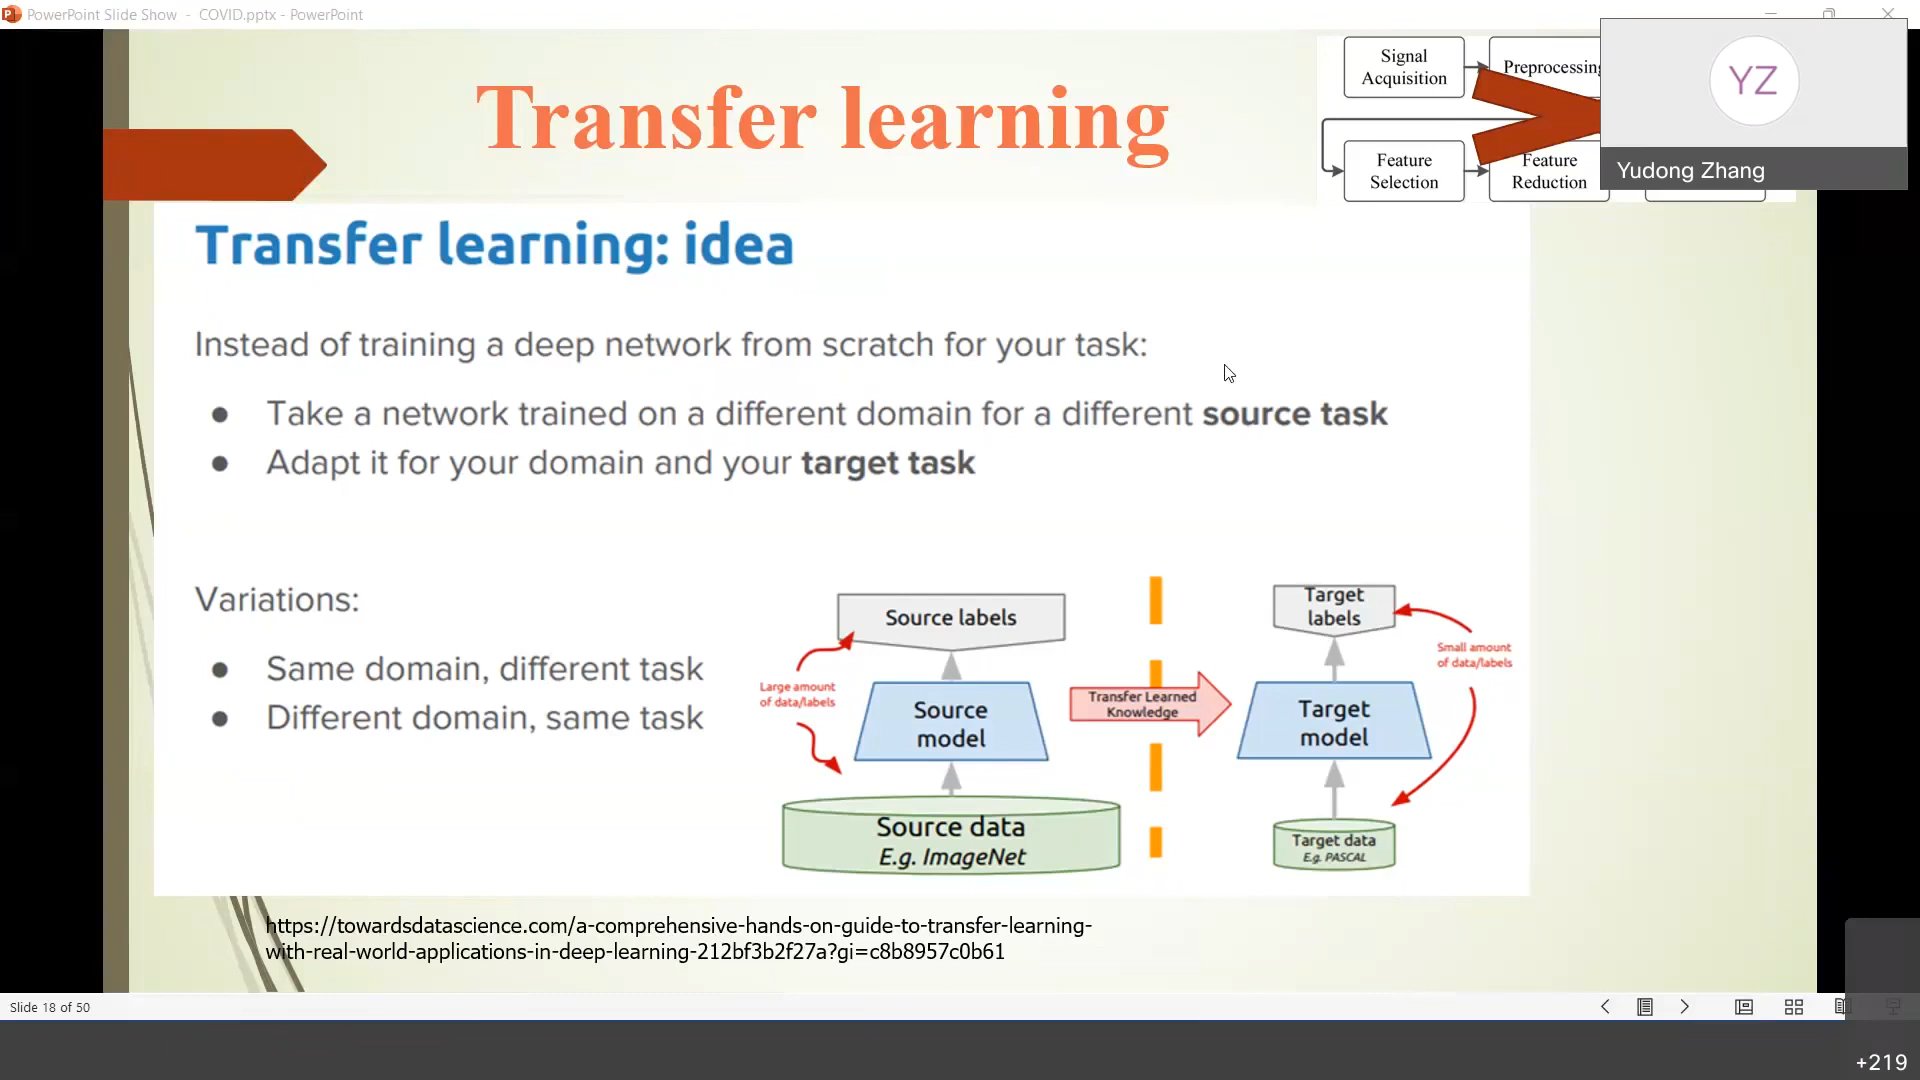 PowerPoint Slide Show - COVID.pptx - PowerPoint
Transfer learning
Signal
Acquisition
Preprocessing
Feature
Selection
Feature
Reduction
YZ
Yudong Zhang
Transfer learning: idea
Instead of training a deep network from scratch for your task:
● Take a network trained on a different domain for a different source task
● Adapt it for your domain and your target task
Variations:
● Same domain, different task
● Different domain, same task
Source labels
Large amount
of data/labels
Source
model
Source data
E.g. ImageNet
Transfer Learned
Knowledge
Target
labels
Small amount
of data/labels
Target
model
Target data
E.g. PASCAL
https://towardsdatascience.com/a-comprehensive-hands-on-guide-to-transfer-learning-
with-real-world-applications-in-deep-learning-212bf3b2f27a?gi=c8b8957c0b61
Slide 18 of 50
+219